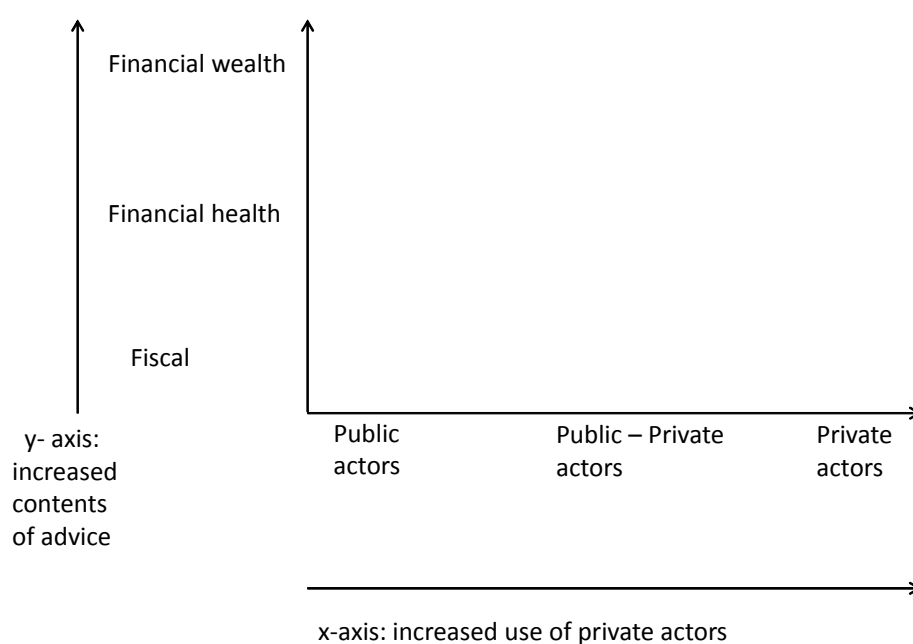 Financial wealth
Financial health
Fiscal
y- axis:
increased
contents
of advice
Public
actors
Public – Private
actors
Private
actors
x-axis: increased use of private actors